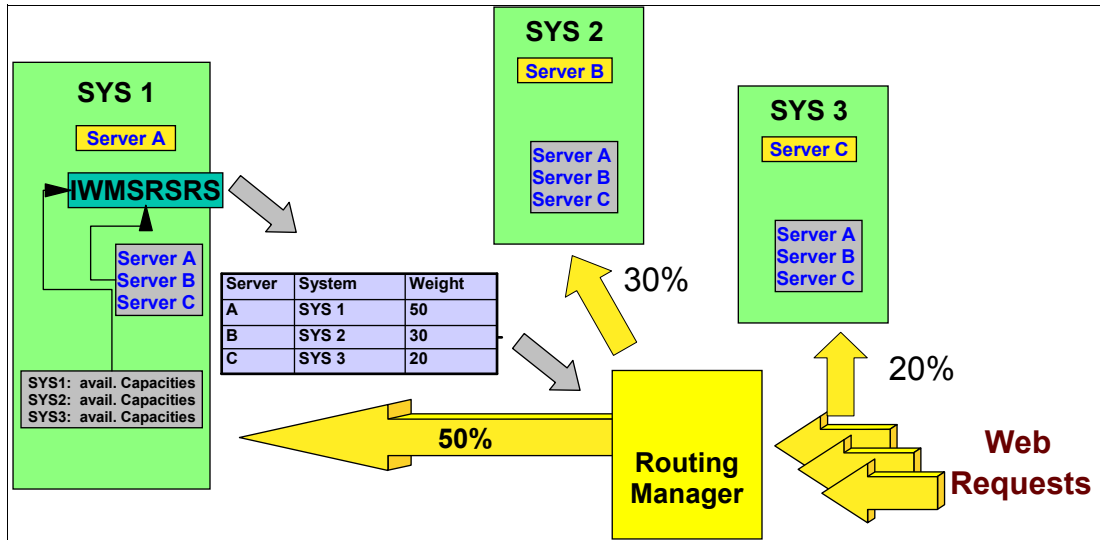 SYS 1
Server A
IWMSRSRS
Server A
Server B
Server C
SYS1: avail. Capacities
SYS2: avail. Capacities
SYS3: avail. Capacities
SYS 2
Server B
Server A
Server B
Server C
SYS 3
Server C
Server A
Server B
Server C
Server System Weight
A SYS 1 50
B SYS 2 30
C SYS 3 20
30%
20%
50%
Routing
Manager
Web
Requests